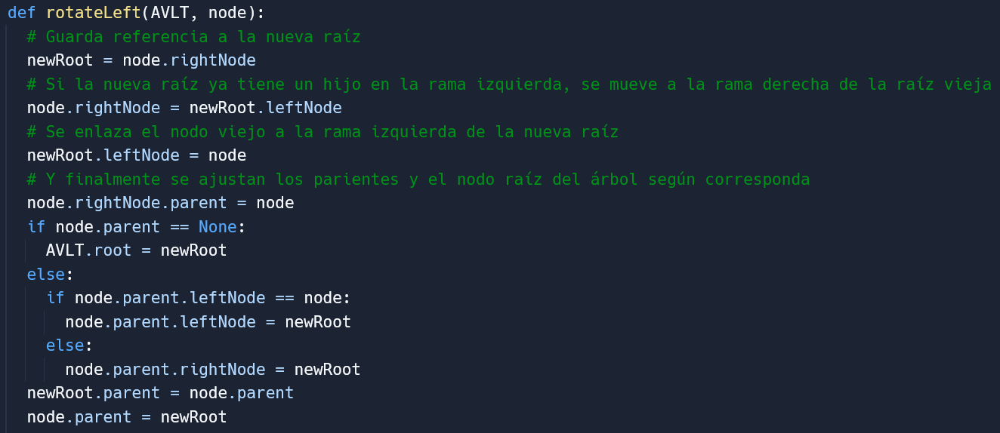 def rotateLeft(AVLT, node):
  # Guarda referencia a la nueva raíz
  newRoot = node.rightNode
  # Si la nueva raíz ya tiene un hijo en la rama izquierda, se mueve a la rama derecha de la raíz vieja
  node.rightNode = newRoot.leftNode
  # Se enlaza el nodo viejo a la rama izquierda de la nueva raíz
  newRoot.leftNode = node
  # Y finalmente se ajustan los parientes y el nodo raíz del árbol según corresponda
  node.rightNode.parent = node
  if node.parent == None:
    AVLT.root = newRoot
  else:
    if node.parent.leftNode == node:
      node.parent.leftNode = newRoot
    else:
      node.parent.rightNode = newRoot
  newRoot.parent = node.parent
  node.parent = newRoot